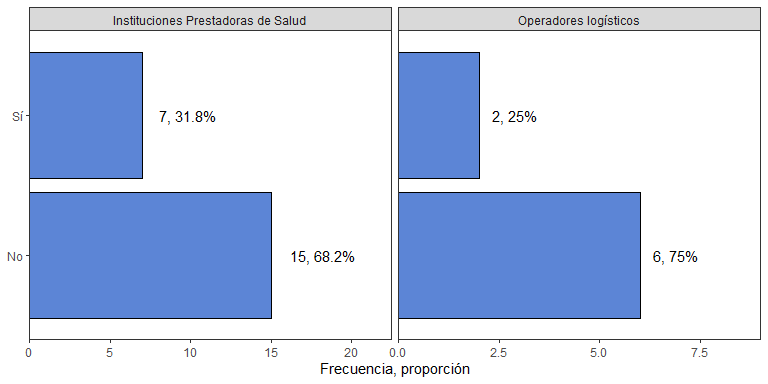 Instituciones Prestadoras de Salud
Operadores logísticos
Sí
7, 31.8%
2, 25%
No
15, 68.2%
6, 75%
0 5 10 15 20
0.0 2.5 5.0 7.5
Frecuencia, proporción